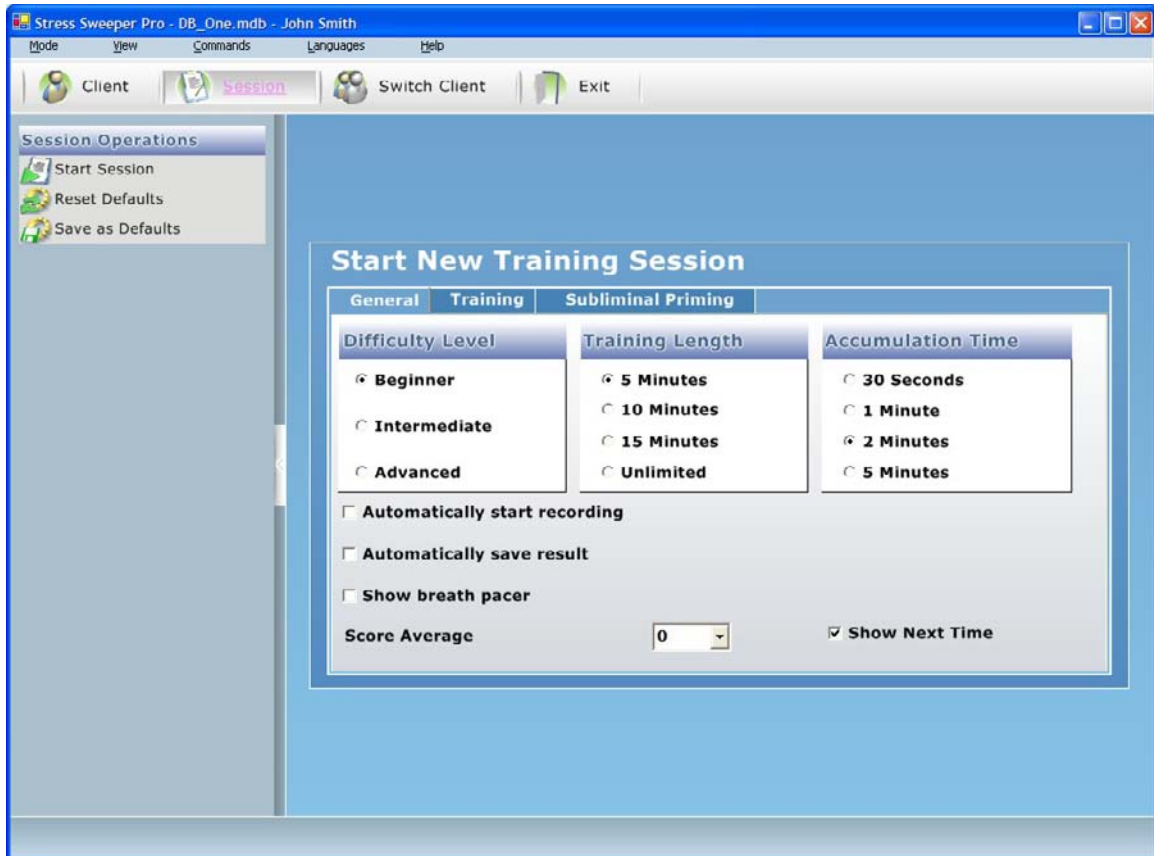 Stress Sweeper Pro - DB_One.mdb - John Smith
Mode View Commands Languages Help
Client Session Switch Client Exit
Session Operations
Start Session
Reset Defaults
Save as Defaults
Start New Training Session
General Training Subliminal Priming
Difficulty Level
Beginner
Intermediate
Advanced
Training Length
5 Minutes
10 Minutes
15 Minutes
Unlimited
Accumulation Time
30 Seconds
1 Minute
2 Minutes
5 Minutes
Automatically start recording
Automatically save result
Show breath pacer
Score Average 0 Show Next Time